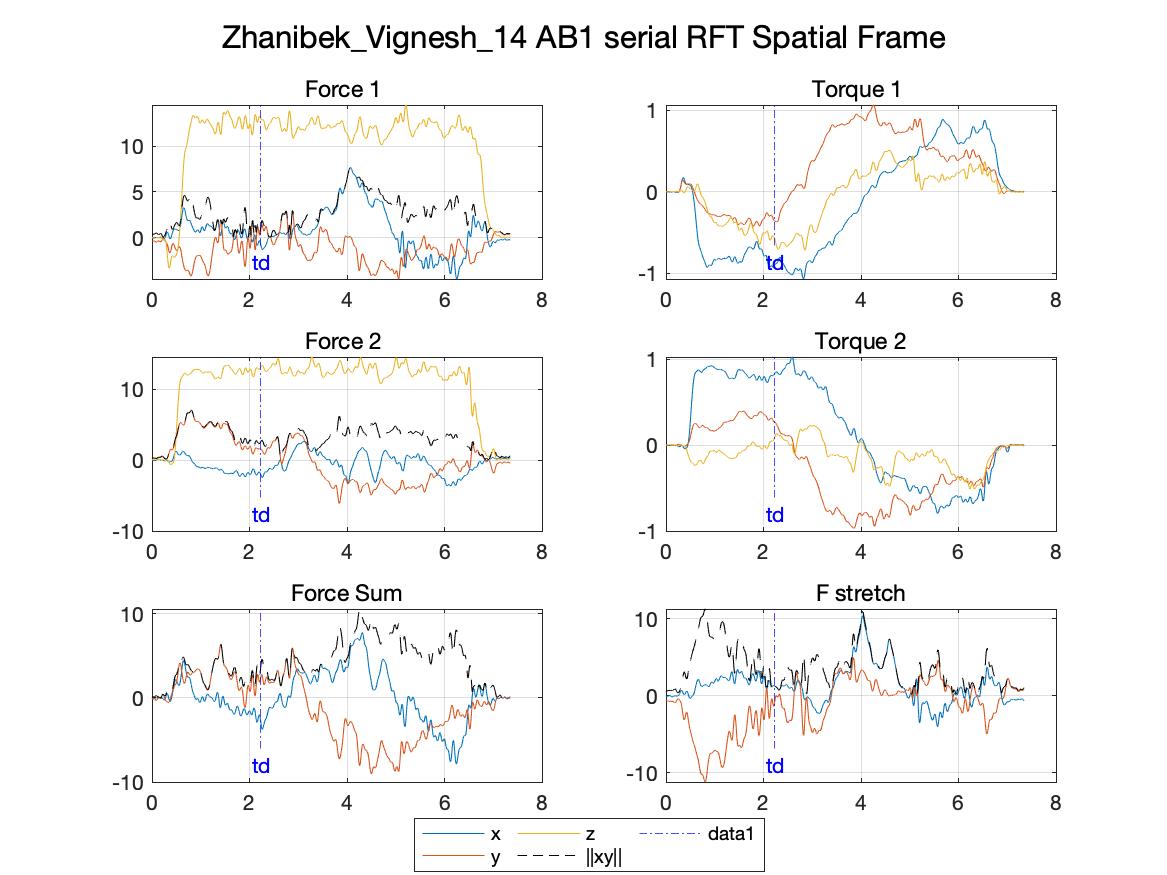 Zhanibek_Vignesh_14 AB1 serial RFT Spatial Frame
Force 1
10
5
0
0 2 4 6 8
td
Torque 1
1
0
-1
0 2 4 6 8
td
Force 2
10
0
-10
0 2 4 6 8
td
Torque 2
1
0
-1
0 2 4 6 8
td
Force Sum
10
0
-10
0 2 4 6 8
td
F stretch
10
0
-10
0 2 4 6 8
td
x z data1
y ||xy||